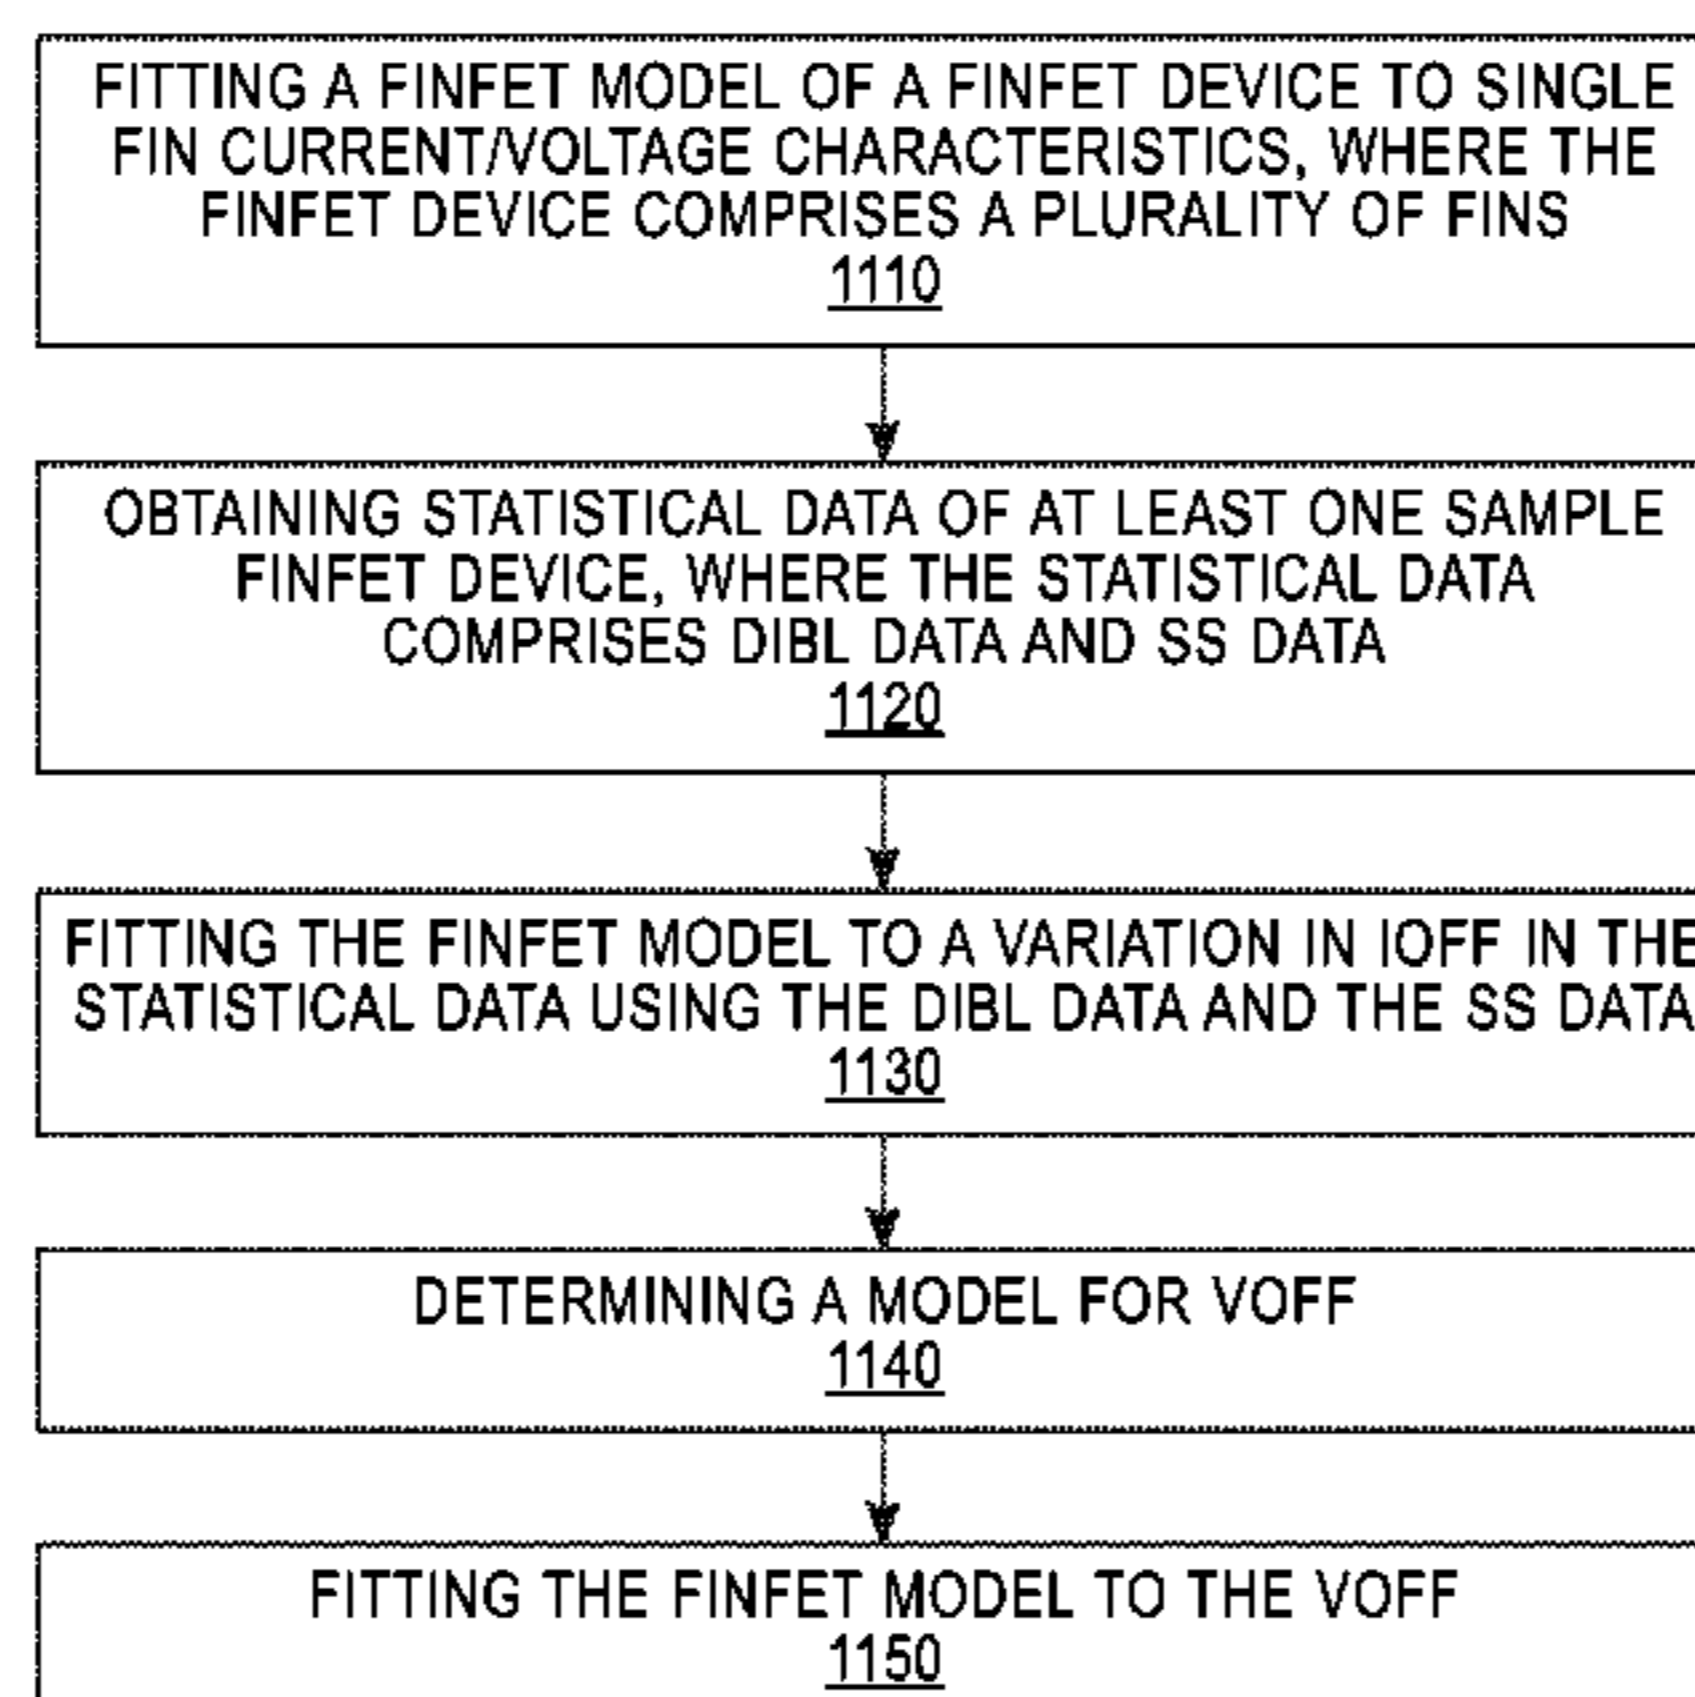 FITTING A FINFET MODEL OF A FINFET DEVICE TO SINGLE
FIN CURRENT/VOLTAGE CHARACTERISTICS, WHERE THE
FINFET DEVICE COMPRISES A PLURALITY OF FINS
1110
OBTAINING STATISTICAL DATA OF AT LEAST ONE SAMPLE
FINFET DEVICE, WHERE THE STATISTICAL DATA
COMPRISES DIBL DATA AND SS DATA
1120
FITTING THE FINFET MODEL TO A VARIATION IN IOFF IN THE
STATISTICAL DATA USING THE DIBL DATA AND THE SS DATA
1130
DETERMINING A MODEL FOR VOFF
1140
FITTING THE FINFET MODEL TO THE VOFF
1150